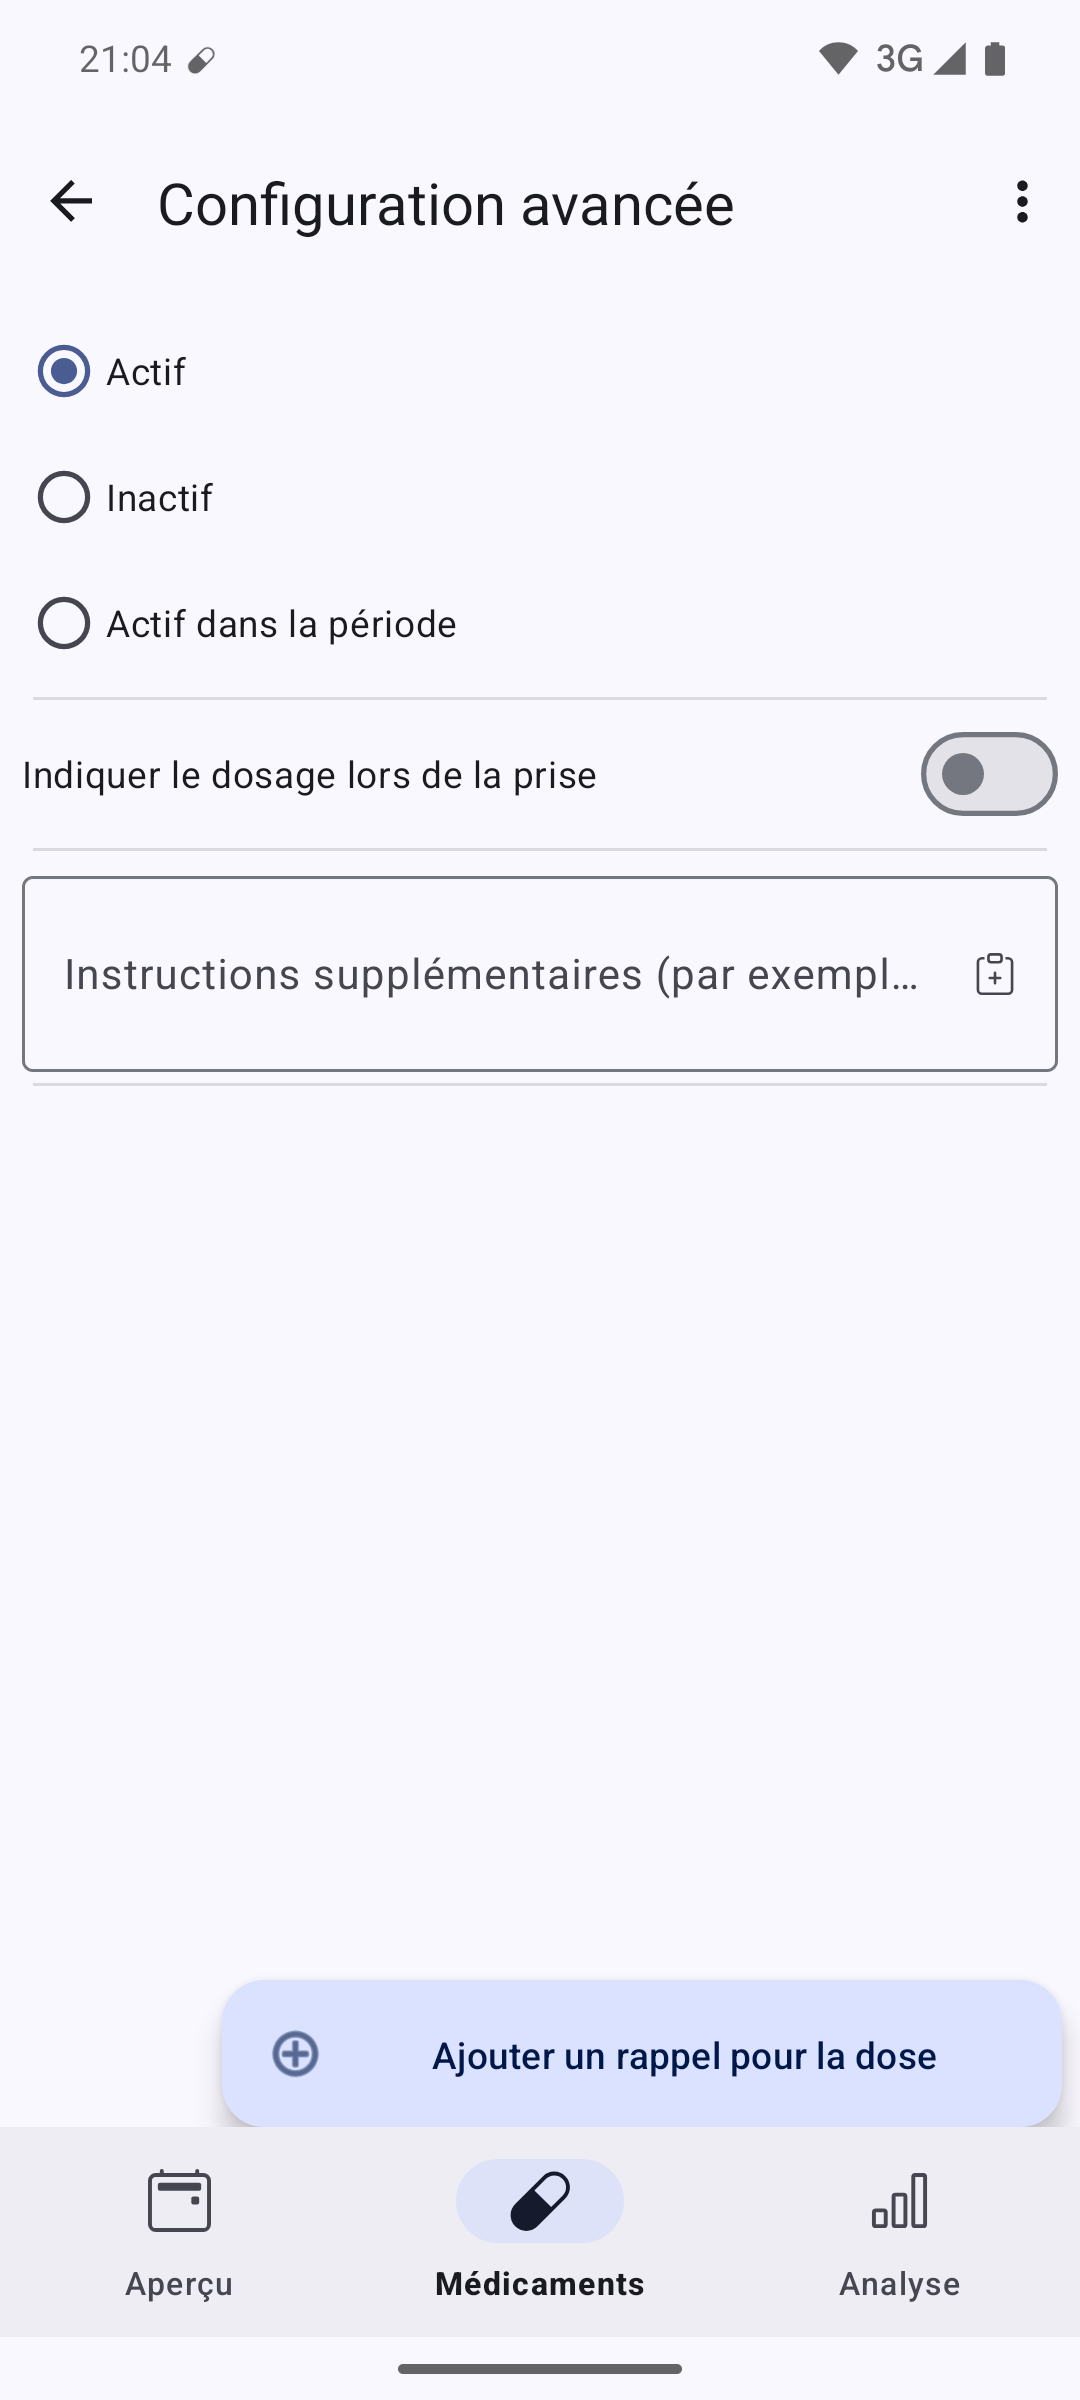 21:04
3G
Configuration avancée
Actif
Inactif
Actif dans la période
Indiquer le dosage lors de la prise
Instructions supplémentaires (par exempl…
Ajouter un rappel pour la dose
Aperçu
Médicaments
Analyse